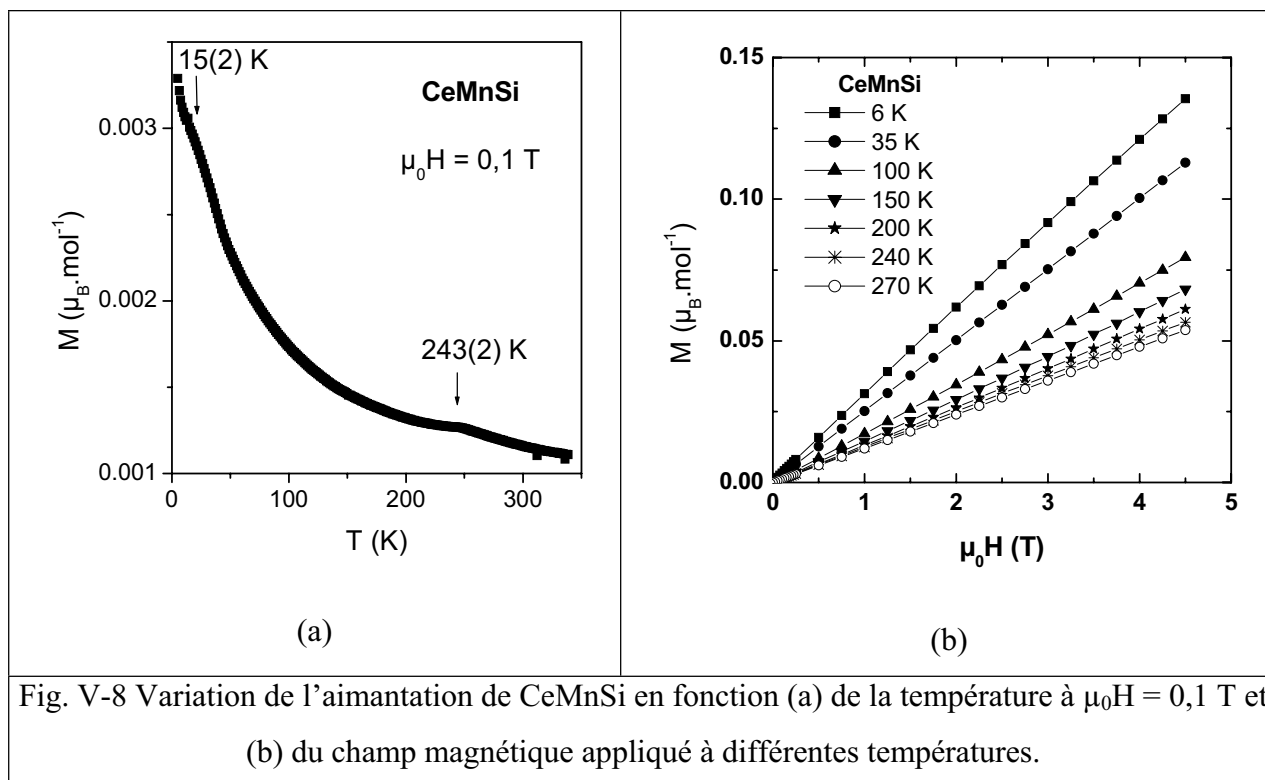 15(2) K
CeMnSi
µ₀H = 0,1 T
243(2) K
M (µ_B.mol⁻¹)
0.003
0.002
0.001
0 100 200 300
T (K)
(a)
CeMnSi
6 K
35 K
100 K
150 K
200 K
240 K
270 K
M (µ_B.mol⁻¹)
0.15
0.10
0.05
0.00
0 1 2 3 4 5
µ₀H (T)
(b)
Fig. V-8 Variation de l’aimantation de CeMnSi en fonction (a) de la température à µ₀H = 0,1 T et
(b) du champ magnétique appliqué à différentes températures.